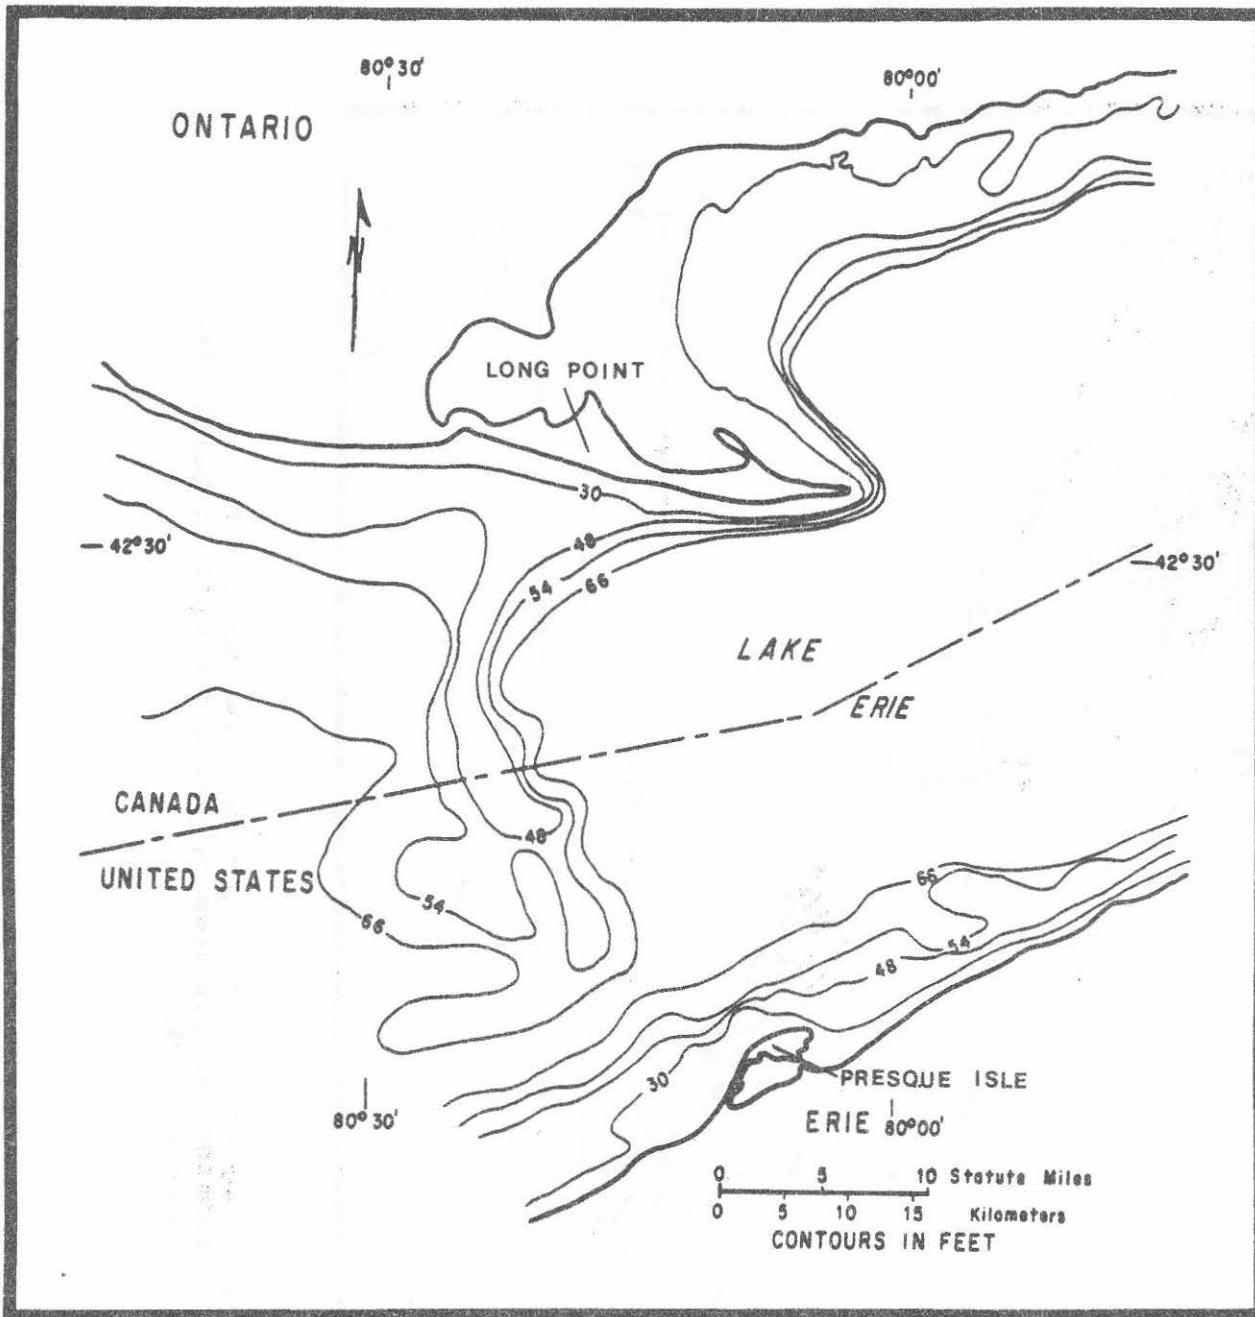 80°30'
80°00'
ONTARIO
N
LONG POINT
30
48
42°30'
42°30'
54
66
LAKE
ERIE
CANADA
48
UNITED STATES
66
54
66
54
48
30
PRESQUE ISLE
80°30'
ERIE
80°00'
0 5 10 Statute Miles
0 5 10 15 Kilometers
CONTOURS IN FEET